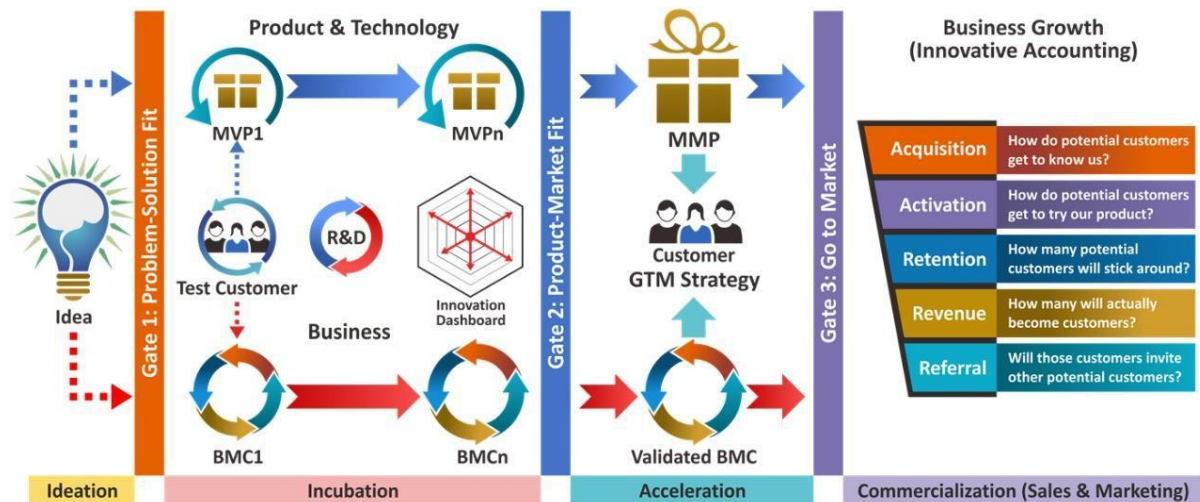 Idea
Ideation
Gate 1: Problem-Solution Fit
Product & Technology
MVP1
MVPn
Test Customer
R&D
Innovation
Dashboard
Business
BMC1
BMCn
Incubation
Gate 2: Product-Market Fit
MMP
Customer
GTM Strategy
Validated BMC
Acceleration
Gate 3: Go to Market
Business Growth
(Innovative Accounting)
Acquisition
How do potential customers
get to know us?
Activation
How do potential customers
get to try our product?
Retention
How many potential
customers will stick around?
Revenue
How many will actually
become customers?
Referral
Will those customers invite
other potential customers?
Commercialization (Sales & Marketing)